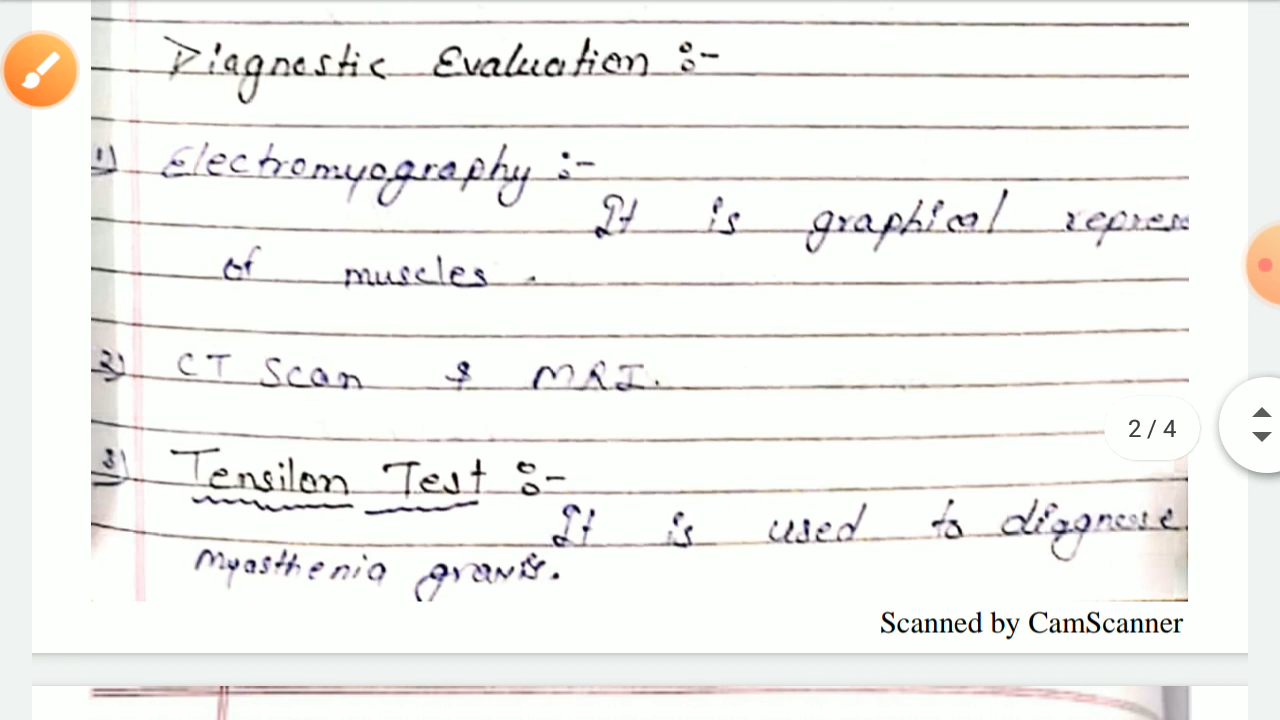 Diagnostic Evaluation :-
1) Electromyography :-
It is graphical repres
of muscles.
2) CT Scan & MRI.
2 / 4
3) Tensilon Test :-
It is used to diagnose
Myasthenia gravis.
Scanned by CamScanner